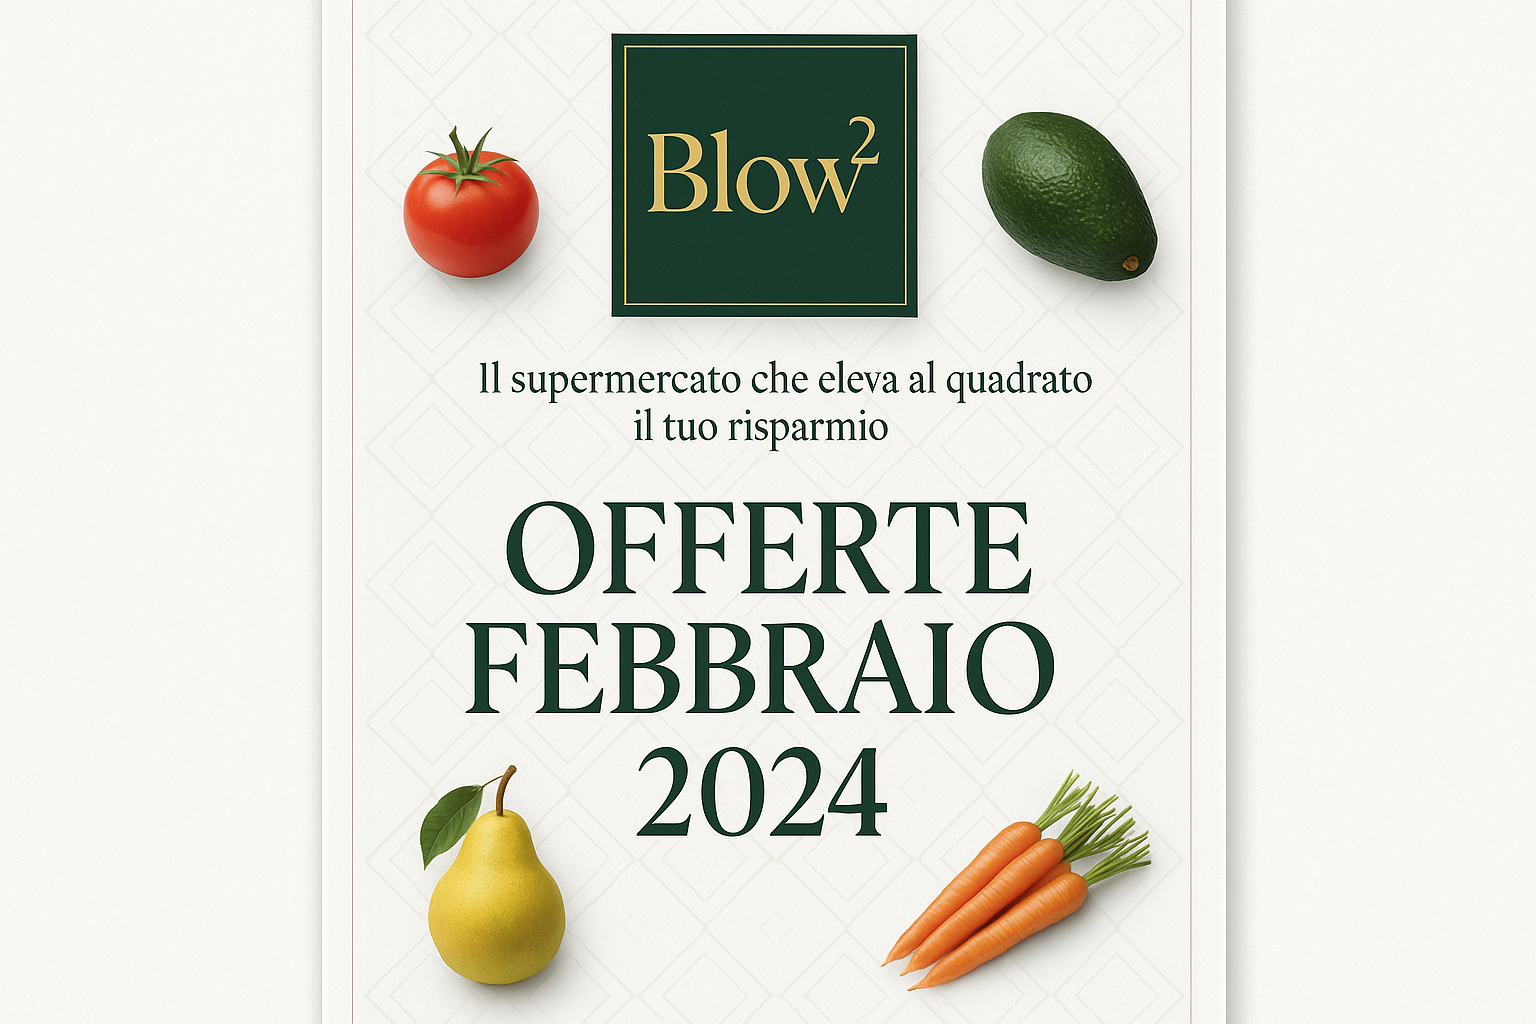 Blow²
Il supermercato che eleva al quadrato
il tuo risparmio
OFFERTE
FEBBRAIO
2024